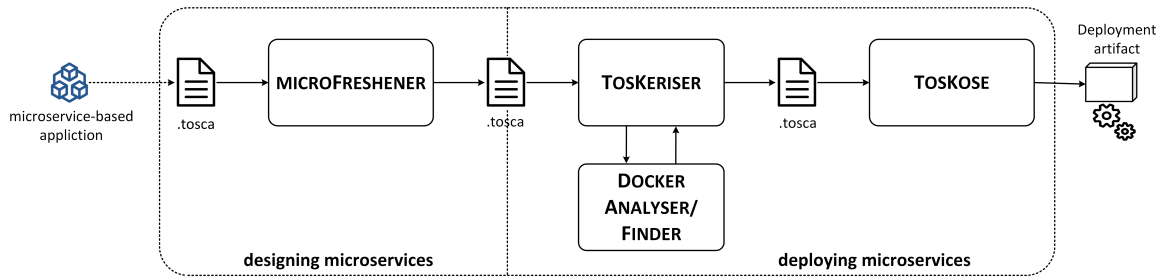 microservice-based
appliction
.tosca
MICROFRESHENER
.tosca
TOSKERISER
DOCKER
ANALYSER/
FINDER
.tosca
TOSKOSE
Deployment
artifact
designing microservices
deploying microservices